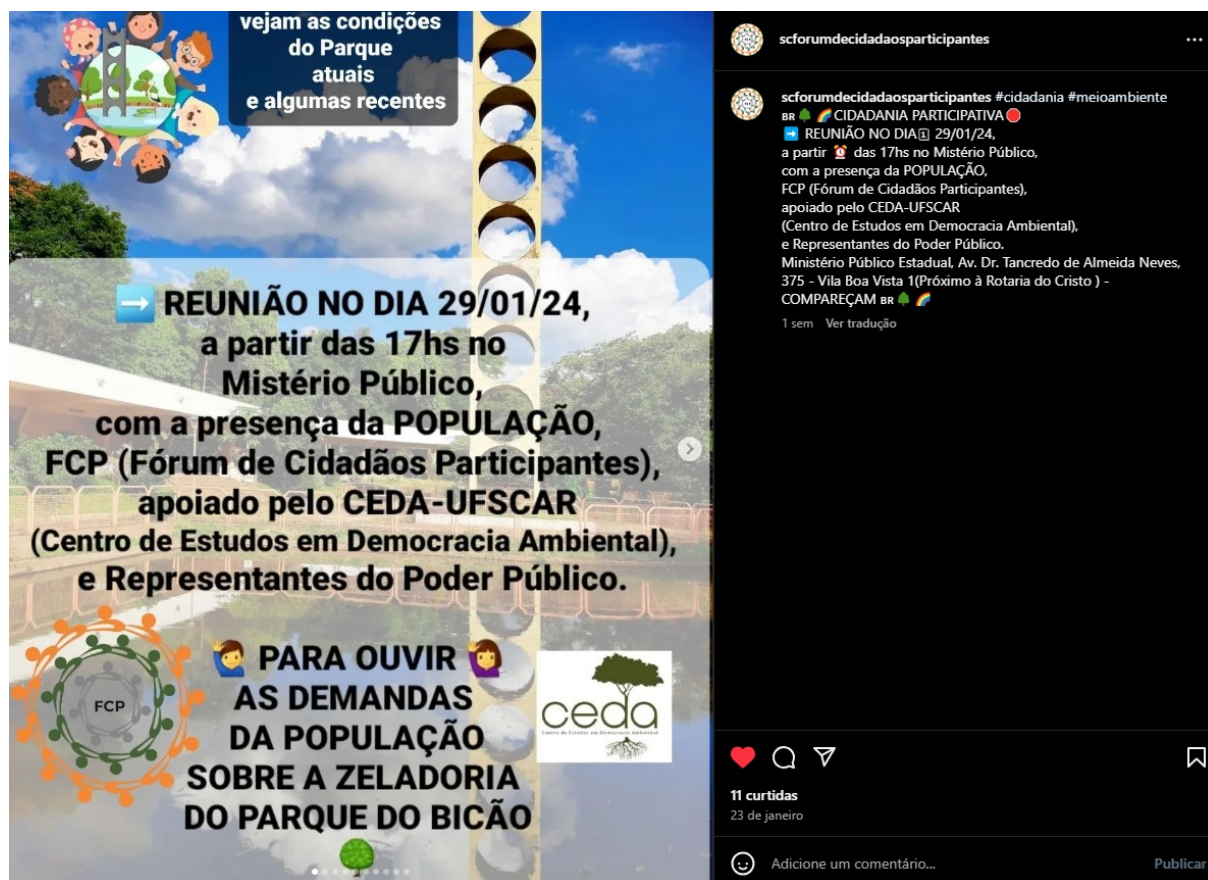 vejam as condições
do Parque
atuais
e algumas recentes
➡️ REUNIÃO NO DIA 29/01/24,
a partir das 17hs no
Mistério Público,
com a presença da POPULAÇÃO,
FCP (Fórum de Cidadãos Participantes),
apoiado pelo CEDA-UFSCAR
(Centro de Estudos em Democracia Ambiental),
e Representantes do Poder Público.
FCP
🙋‍♂️ PARA OUVIR 🙋‍♀️
AS DEMANDAS
DA POPULAÇÃO
SOBRE A ZELADORIA
DO PARQUE DO BICÃO
ceda
Centro de Estudos em Democracia Ambiental
scforumdecidadaosparticipantes
scforumdecidadaosparticipantes #cidadania #meioambiente
BR🌳🌈CIDADANIA PARTICIPATIVA🛑
➡️ REUNIÃO NO DIA🗓 29/01/24,
a partir ⏰ das 17hs no Mistério Público,
com a presença da POPULAÇÃO,
FCP (Fórum de Cidadãos Participantes),
apoiado pelo CEDA-UFSCAR
(Centro de Estudos em Democracia Ambiental),
e Representantes do Poder Público.
Ministério Público Estadual, Av. Dr. Tancredo de Almeida Neves,
375 - Vila Boa Vista 1(Próximo à Rotaria do Cristo ) -
COMPAREÇAM BR🌳🌈
1 sem Ver tradução
11 curtidas
23 de janeiro
Adicione um comentário...
Publicar